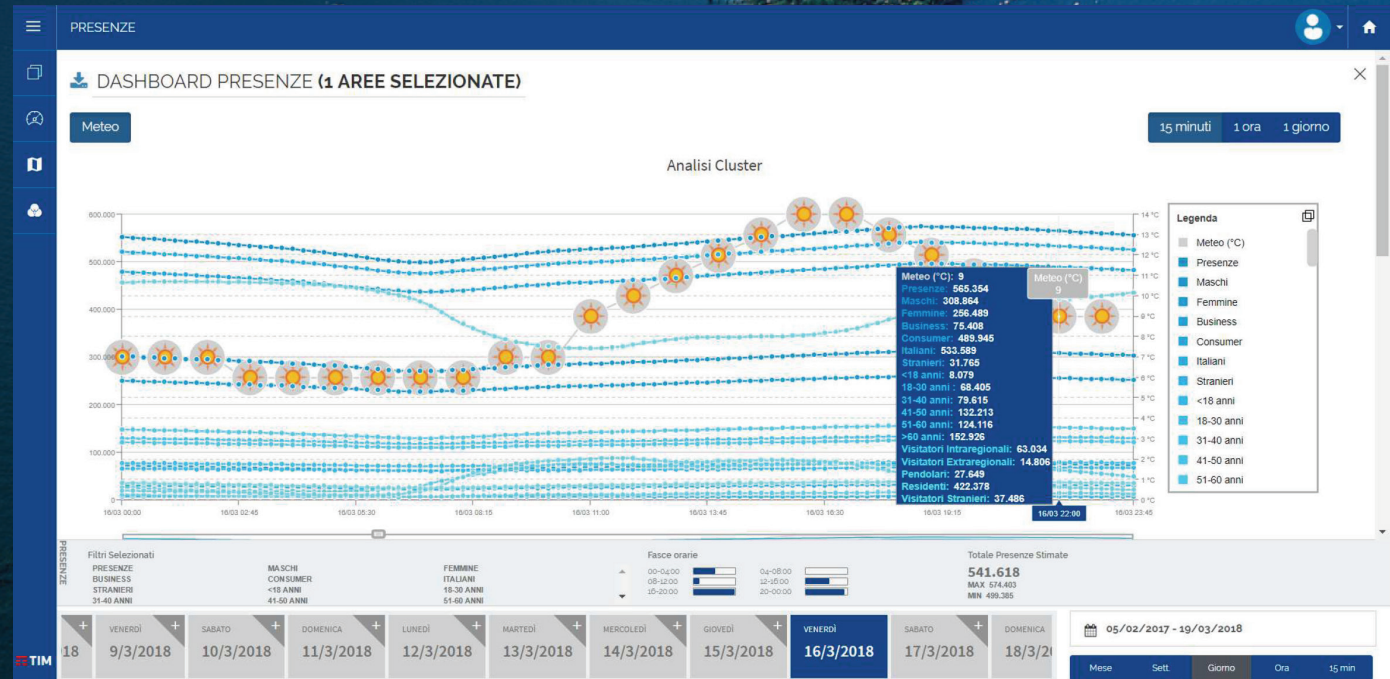 PRESENZE
DASHBOARD PRESENZE (1 AREE SELEZIONATE)
Meteo
15 minuti 1 ora 1 giorno
Analisi Cluster
600.000
500.000
400.000
300.000
200.000
100.000
0
14 °C
13 °C
12 °C
11 °C
10 °C
9 °C
8 °C
7 °C
6 °C
5 °C
4 °C
3 °C
2 °C
1 °C
0 °C
16/03 00:00 16/03 02:45 16/03 05:30 16/03 08:15 16/03 11:00 16/03 13:45 16/03 16:30 16/03 19:15 16/03 22:00 16/03 23:45
Meteo (°C): 9
Presenze: 565.354
Maschi: 308.864
Femmine: 256.489
Business: 75.408
Consumer: 489.945
Italiani: 533.589
Stranieri: 31.765
<18 anni: 8.079
18-30 anni: 68.405
31-40 anni: 79.615
41-50 anni: 132.213
51-60 anni: 124.116
>60 anni: 152.926
Visitatori Intraregionali: 63.034
Visitatori Extraregionali: 14.806
Pendolari: 27.649
Residenti: 422.378
Visitatori Stranieri: 37.486
Meteo (°C)
9
Legenda
Meteo (°C)
Presenze
Maschi
Femmine
Business
Consumer
Italiani
Stranieri
<18 anni
18-30 anni
31-40 anni
41-50 anni
51-60 anni
PRESENZE
Filtri Selezionati
PRESENZE MASCHI FEMMINE
BUSINESS CONSUMER ITALIANI
STRANIERI <18 ANNI 18-30 ANNI
31-40 ANNI 41-50 ANNI 51-60 ANNI
Fasce orarie
00-04:00 04-08:00
08-12:00 12-16:00
16-20:00 20-00:00
Totale Presenze Stimate
541.618
MAX 574.403
MIN 499.385
VENERDÌ SABATO DOMENICA LUNEDÌ MARTEDÌ MERCOLEDÌ GIOVEDÌ VENERDÌ SABATO DOMENICA
18 9/3/2018 10/3/2018 11/3/2018 12/3/2018 13/3/2018 14/3/2018 15/3/2018 16/3/2018 17/3/2018 18/3/20
05/02/2017 - 19/03/2018
Mese Sett. Giorno Ora 15 min
TIM